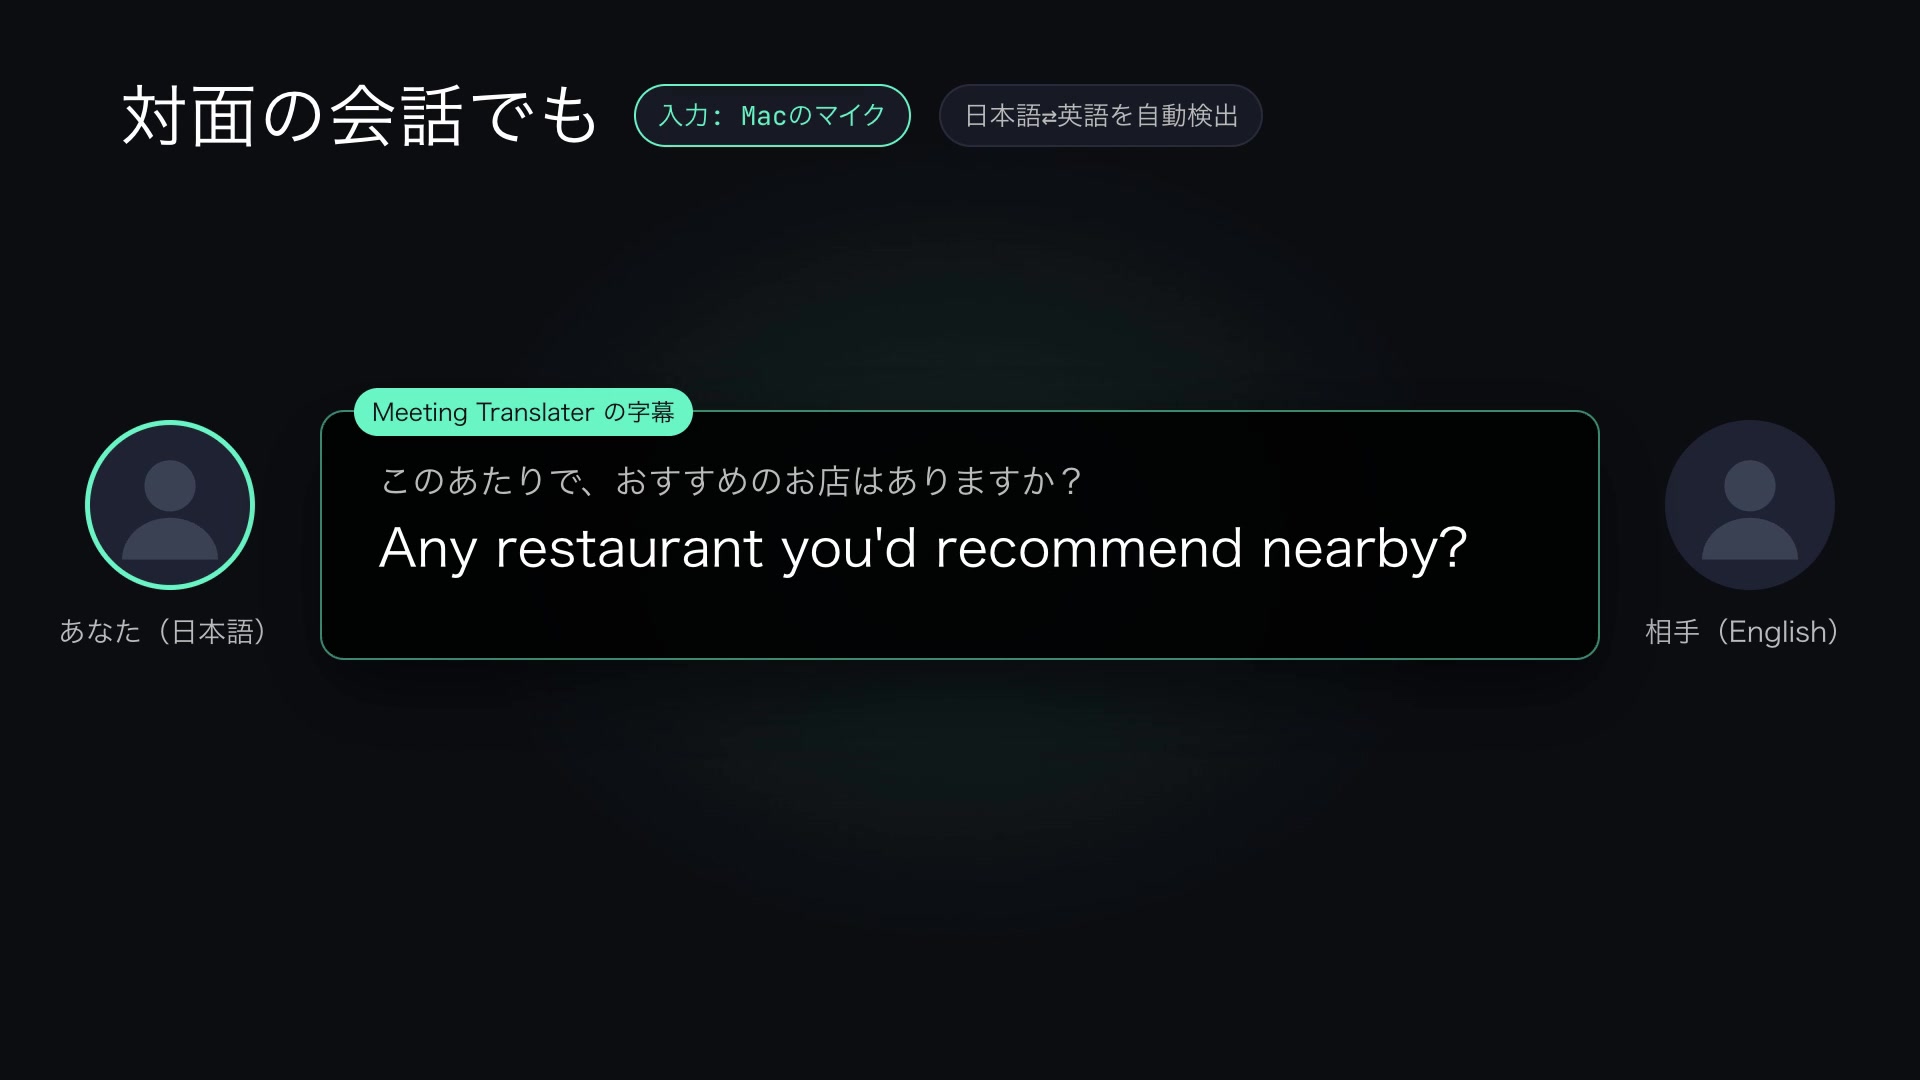 対面の会話でも
入力: Macのマイク
日本語⇄英語を自動検出
Meeting Translater の字幕
このあたりで、おすすめのお店はありますか？
Any restaurant you'd recommend nearby?
あなた（日本語）
相手（English）